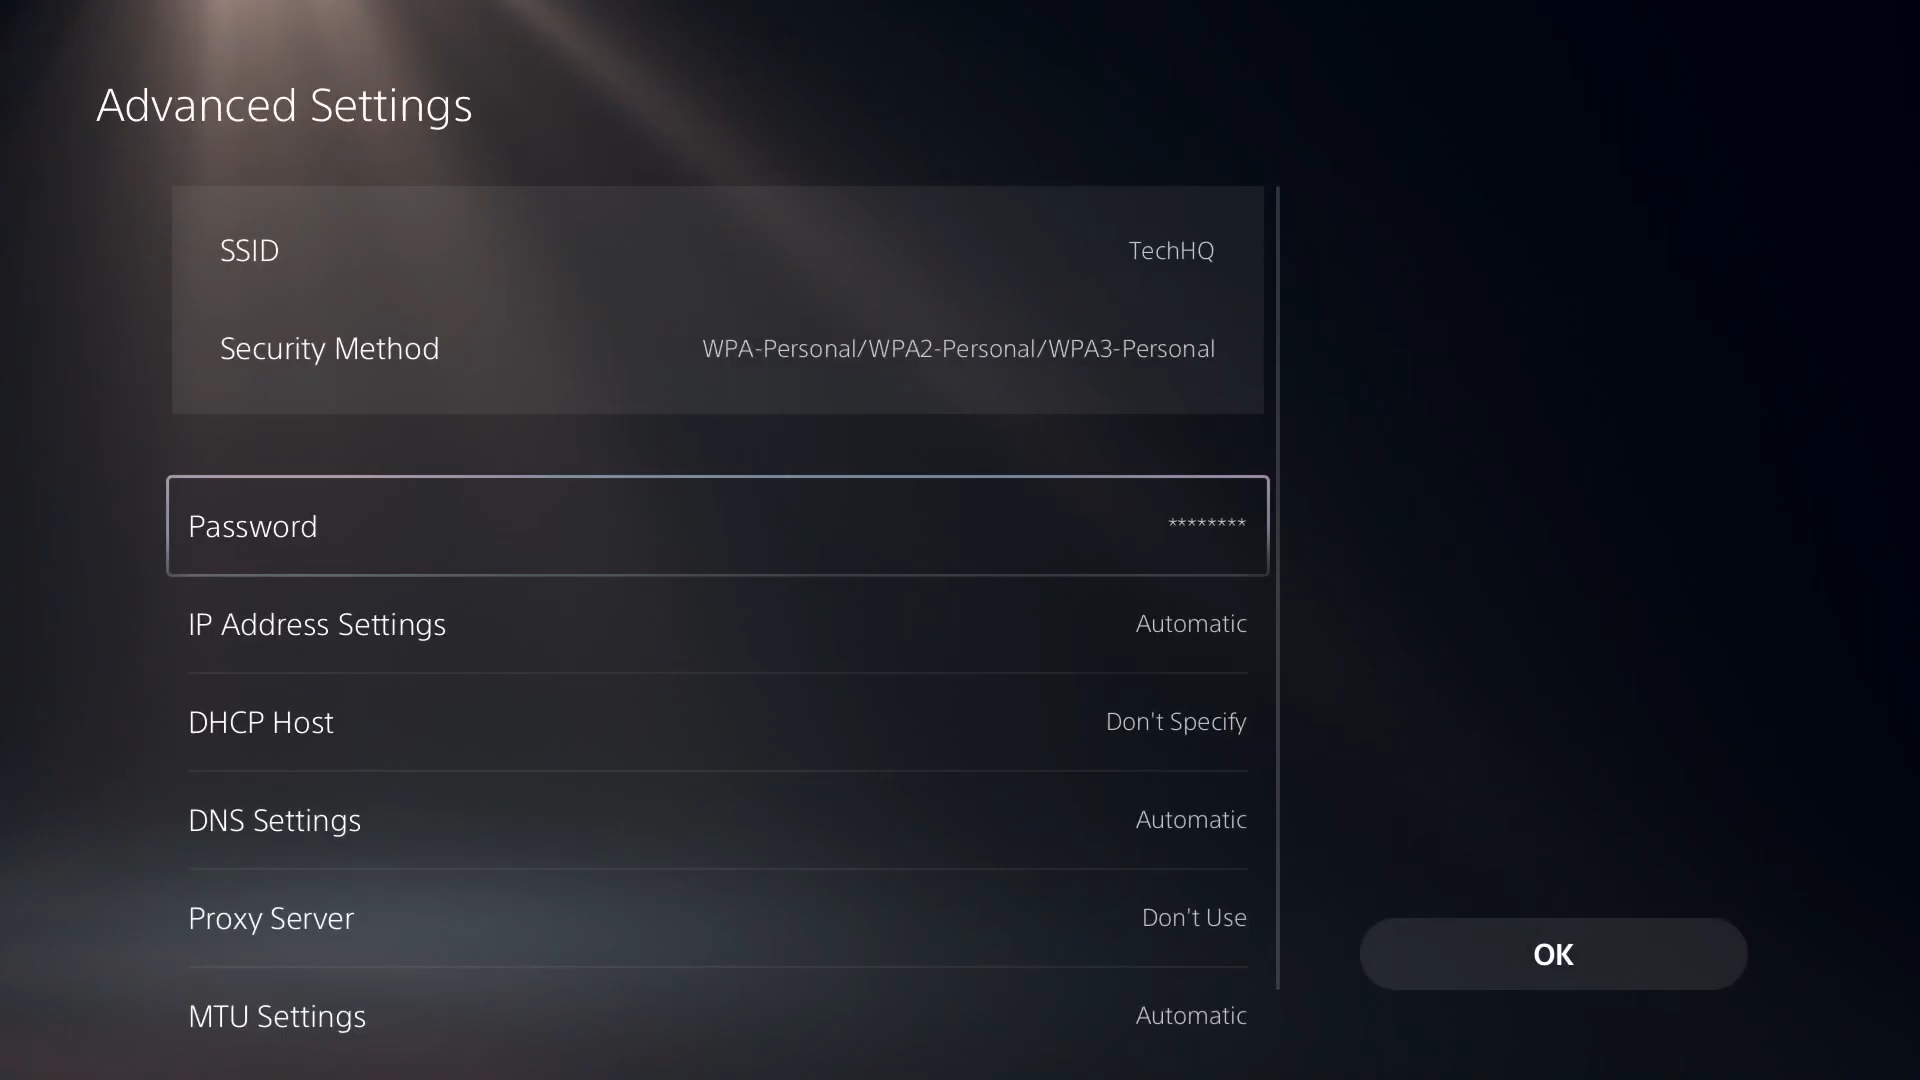 Advanced Settings
SSID TechHQ
Security Method WPA-Personal/WPA2-Personal/WPA3-Personal
Password ********
IP Address Settings Automatic
DHCP Host Don't Specify
DNS Settings Automatic
Proxy Server Don't Use
MTU Settings Automatic
OK